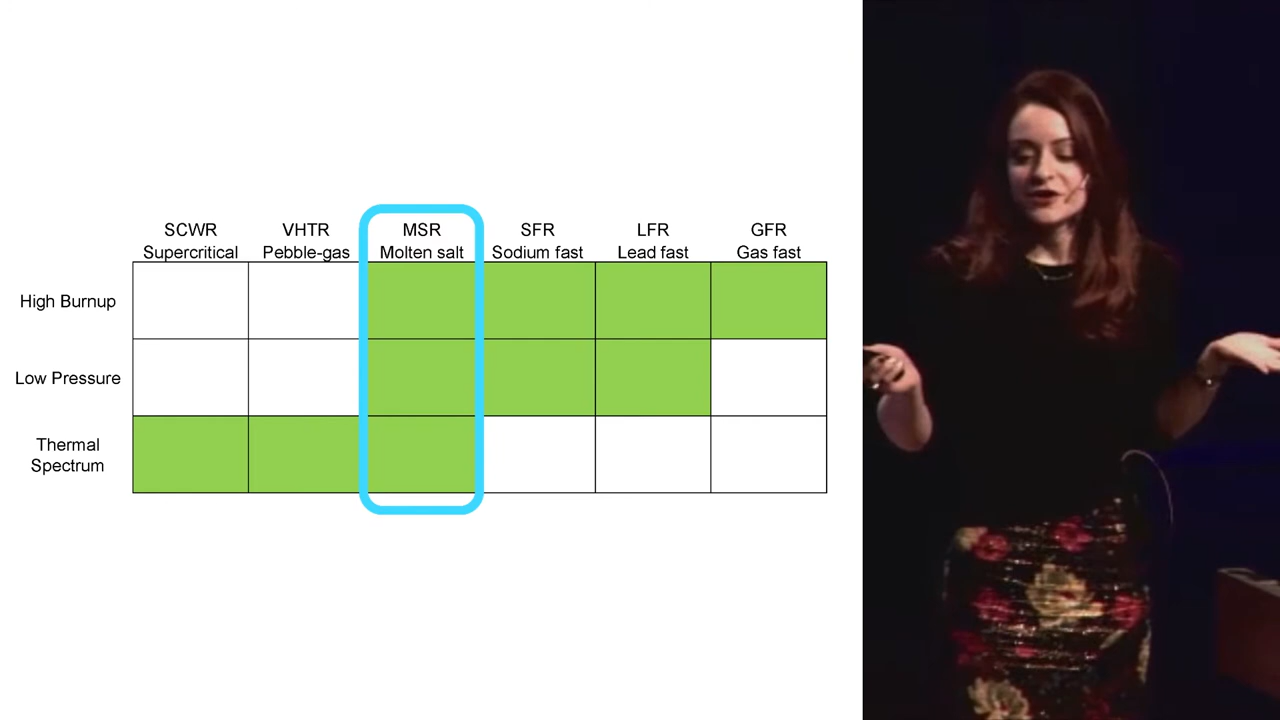 SCWR VHTR MSR SFR LFR GFR
Supercritical Pebble-gas Molten salt Sodium fast Lead fast Gas fast
High Burnup
Low Pressure
Thermal
Spectrum